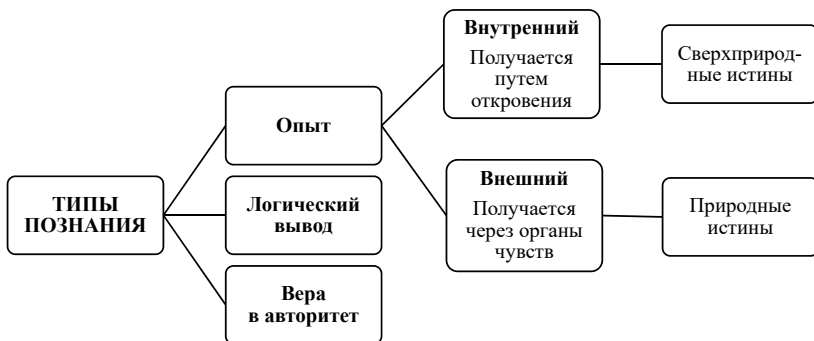 ТИПЫ
ПОЗНАНИЯ
Опыт
Логический
вывод
Вера
в авторитет
Внутренний
Получается
путем
откровения
Внешний
Получается
через органы
чувств
Сверхприрод-
ные истины
Природные
истины